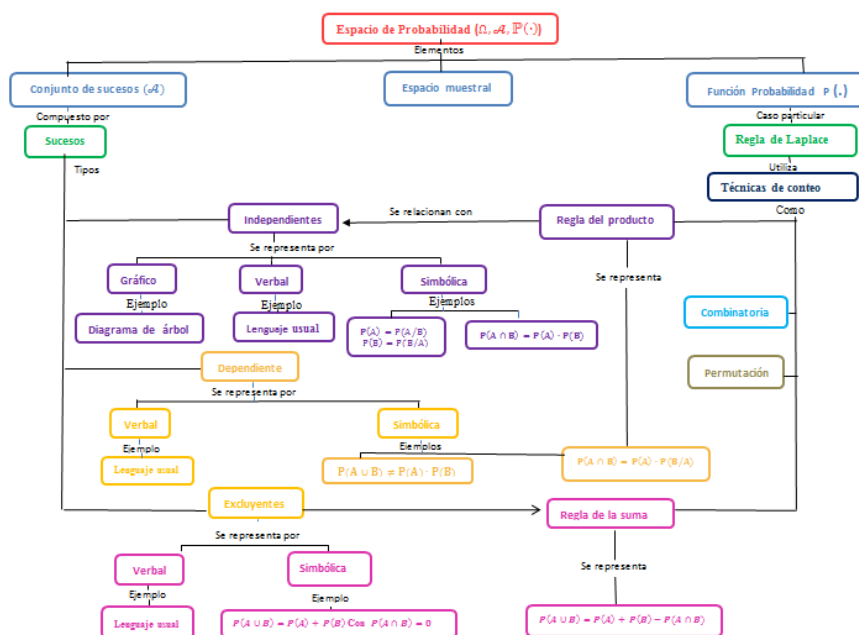 Espacio de Probabilidad (Ω, 𝒜, ℙ(·))
Elementos
Conjunto de sucesos (𝒜)
Espacio muestral
Función Probabilidad P (.)
Compuesto por
Caso particular
Sucesos
Regla de Laplace
Tipos
Utiliza
Técnicas de conteo
Como
Independientes
Se relacionan con
Regla del producto
Se representa por
Se representa
Gráfico
Verbal
Simbólica
Ejemplo
Ejemplo
Ejemplos
Diagrama de árbol
Lenguaje usual
P(A) = P(A/B)
P(B) = P(B/A)
P(A ∩ B) = P(A) · P(B)
Combinatoria
Permutación
Dependiente
Se representa por
Verbal
Simbólica
Ejemplo
Ejemplos
Lenguaje usual
P(A ∪ B) ≠ P(A) · P(B)
P(A ∩ B) = P(A) · P(B/A)
Excluyentes
Regla de la suma
Se representa por
Se representa
Verbal
Simbólica
Ejemplo
Ejemplo
Lenguaje usual
P(A ∪ B) = P(A) + P(B) Con P(A ∩ B) = 0
P(A ∪ B) = P(A) + P(B) − P(A ∩ B)